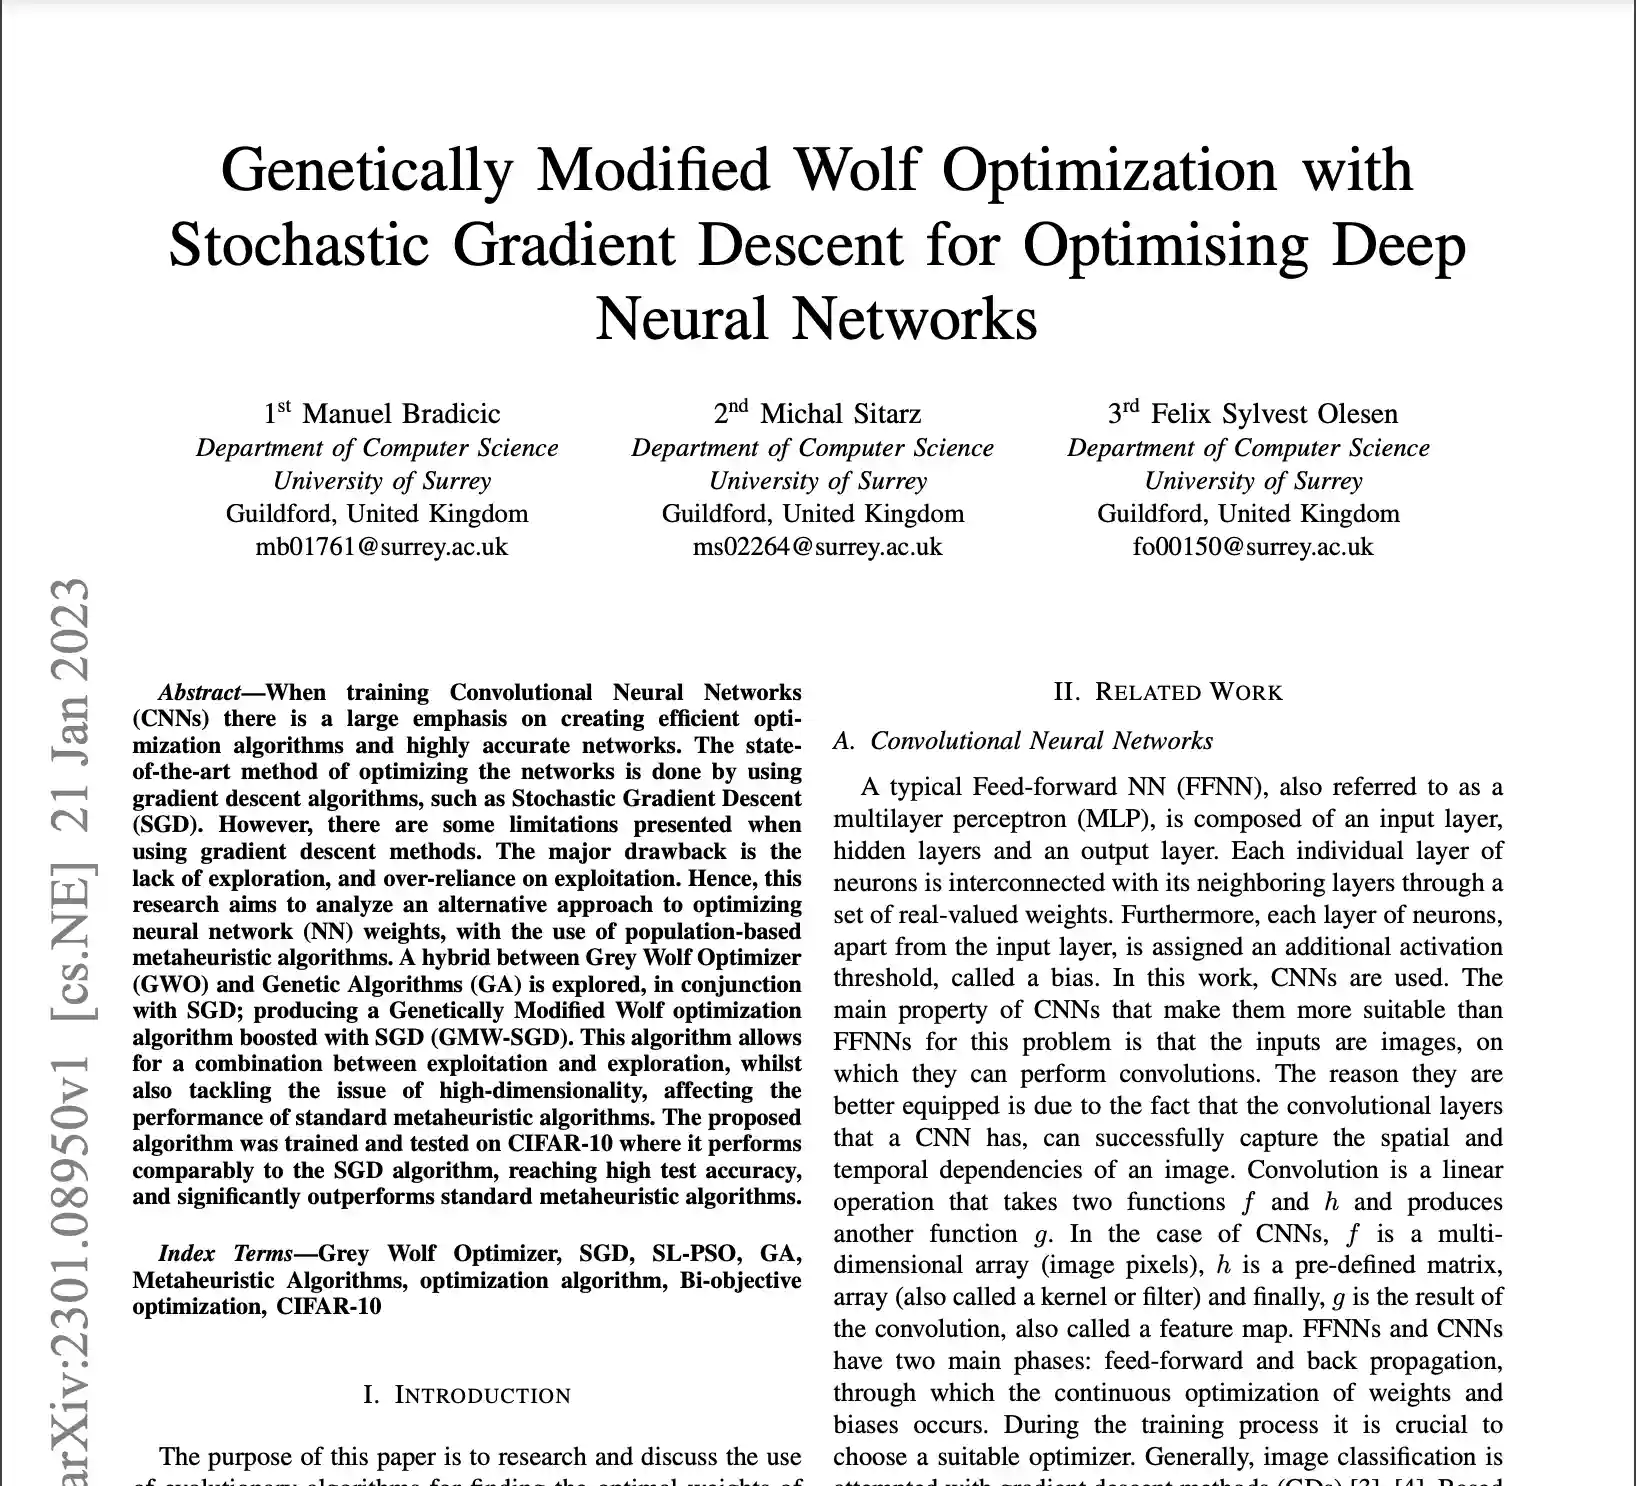 Genetically Modified Wolf Optimization with
Stochastic Gradient Descent for Optimising Deep
Neural Networks
1st Manuel Bradicic
Department of Computer Science
University of Surrey
Guildford, United Kingdom
mb01761@surrey.ac.uk
2nd Michal Sitarz
Department of Computer Science
University of Surrey
Guildford, United Kingdom
ms02264@surrey.ac.uk
3rd Felix Sylvest Olesen
Department of Computer Science
University of Surrey
Guildford, United Kingdom
fo00150@surrey.ac.uk
arXiv:2301.08950v1 [cs.NE] 21 Jan 2023
Abstract—When training Convolutional Neural Networks
(CNNs) there is a large emphasis on creating efficient opti-
mization algorithms and highly accurate networks. The state-
of-the-art method of optimizing the networks is done by using
gradient descent algorithms, such as Stochastic Gradient Descent
(SGD). However, there are some limitations presented when
using gradient descent methods. The major drawback is the
lack of exploration, and over-reliance on exploitation. Hence, this
research aims to analyze an alternative approach to optimizing
neural network (NN) weights, with the use of population-based
metaheuristic algorithms. A hybrid between Grey Wolf Optimizer
(GWO) and Genetic Algorithms (GA) is explored, in conjunction
with SGD; producing a Genetically Modified Wolf optimization
algorithm boosted with SGD (GMW-SGD). This algorithm allows
for a combination between exploitation and exploration, whilst
also tackling the issue of high-dimensionality, affecting the
performance of standard metaheuristic algorithms. The proposed
algorithm was trained and tested on CIFAR-10 where it performs
comparably to the SGD algorithm, reaching high test accuracy,
and significantly outperforms standard metaheuristic algorithms.
Index Terms—Grey Wolf Optimizer, SGD, SL-PSO, GA,
Metaheuristic Algorithms, optimization algorithm, Bi-objective
optimization, CIFAR-10
I. INTRODUCTION
The purpose of this paper is to research and discuss the use
of evolutionary algorithms for finding the optimal weights of
II. RELATED WORK
A. Convolutional Neural Networks
A typical Feed-forward NN (FFNN), also referred to as a
multilayer perceptron (MLP), is composed of an input layer,
hidden layers and an output layer. Each individual layer of
neurons is interconnected with its neighboring layers through a
set of real-valued weights. Furthermore, each layer of neurons,
apart from the input layer, is assigned an additional activation
threshold, called a bias. In this work, CNNs are used. The
main property of CNNs that make them more suitable than
FFNNs for this problem is that the inputs are images, on
which they can perform convolutions. The reason they are
better equipped is due to the fact that the convolutional layers
that a CNN has, can successfully capture the spatial and
temporal dependencies of an image. Convolution is a linear
operation that takes two functions f and h and produces
another function g. In the case of CNNs, f is a multi-
dimensional array (image pixels), h is a pre-defined matrix,
array (also called a kernel or filter) and finally, g is the result of
the convolution, also called a feature map. FFNNs and CNNs
have two main phases: feed-forward and back propagation,
through which the continuous optimization of weights and
biases occurs. During the training process it is crucial to
choose a suitable optimizer. Generally, image classification is
attempted with gradient descent methods (GDs) [3], [4]. Based